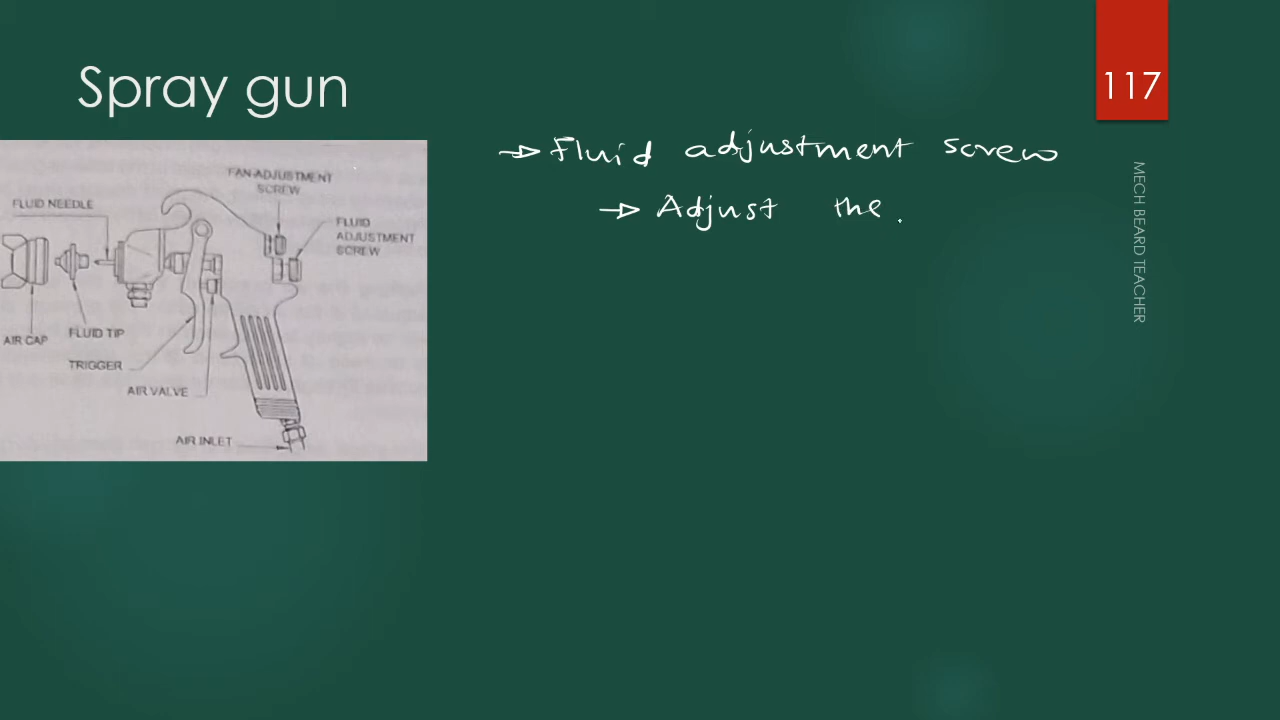 Spray gun
117
→ Fluid adjustment screw
→ Adjust the .
FAN-ADJUSTMENT
SCREW
FLUID NEEDLE
FLUID
ADJUSTMENT
SCREW
AIR CAP
FLUID TIP
TRIGGER
AIR VALVE
AIR INLET
MECH BEARD TEACHER